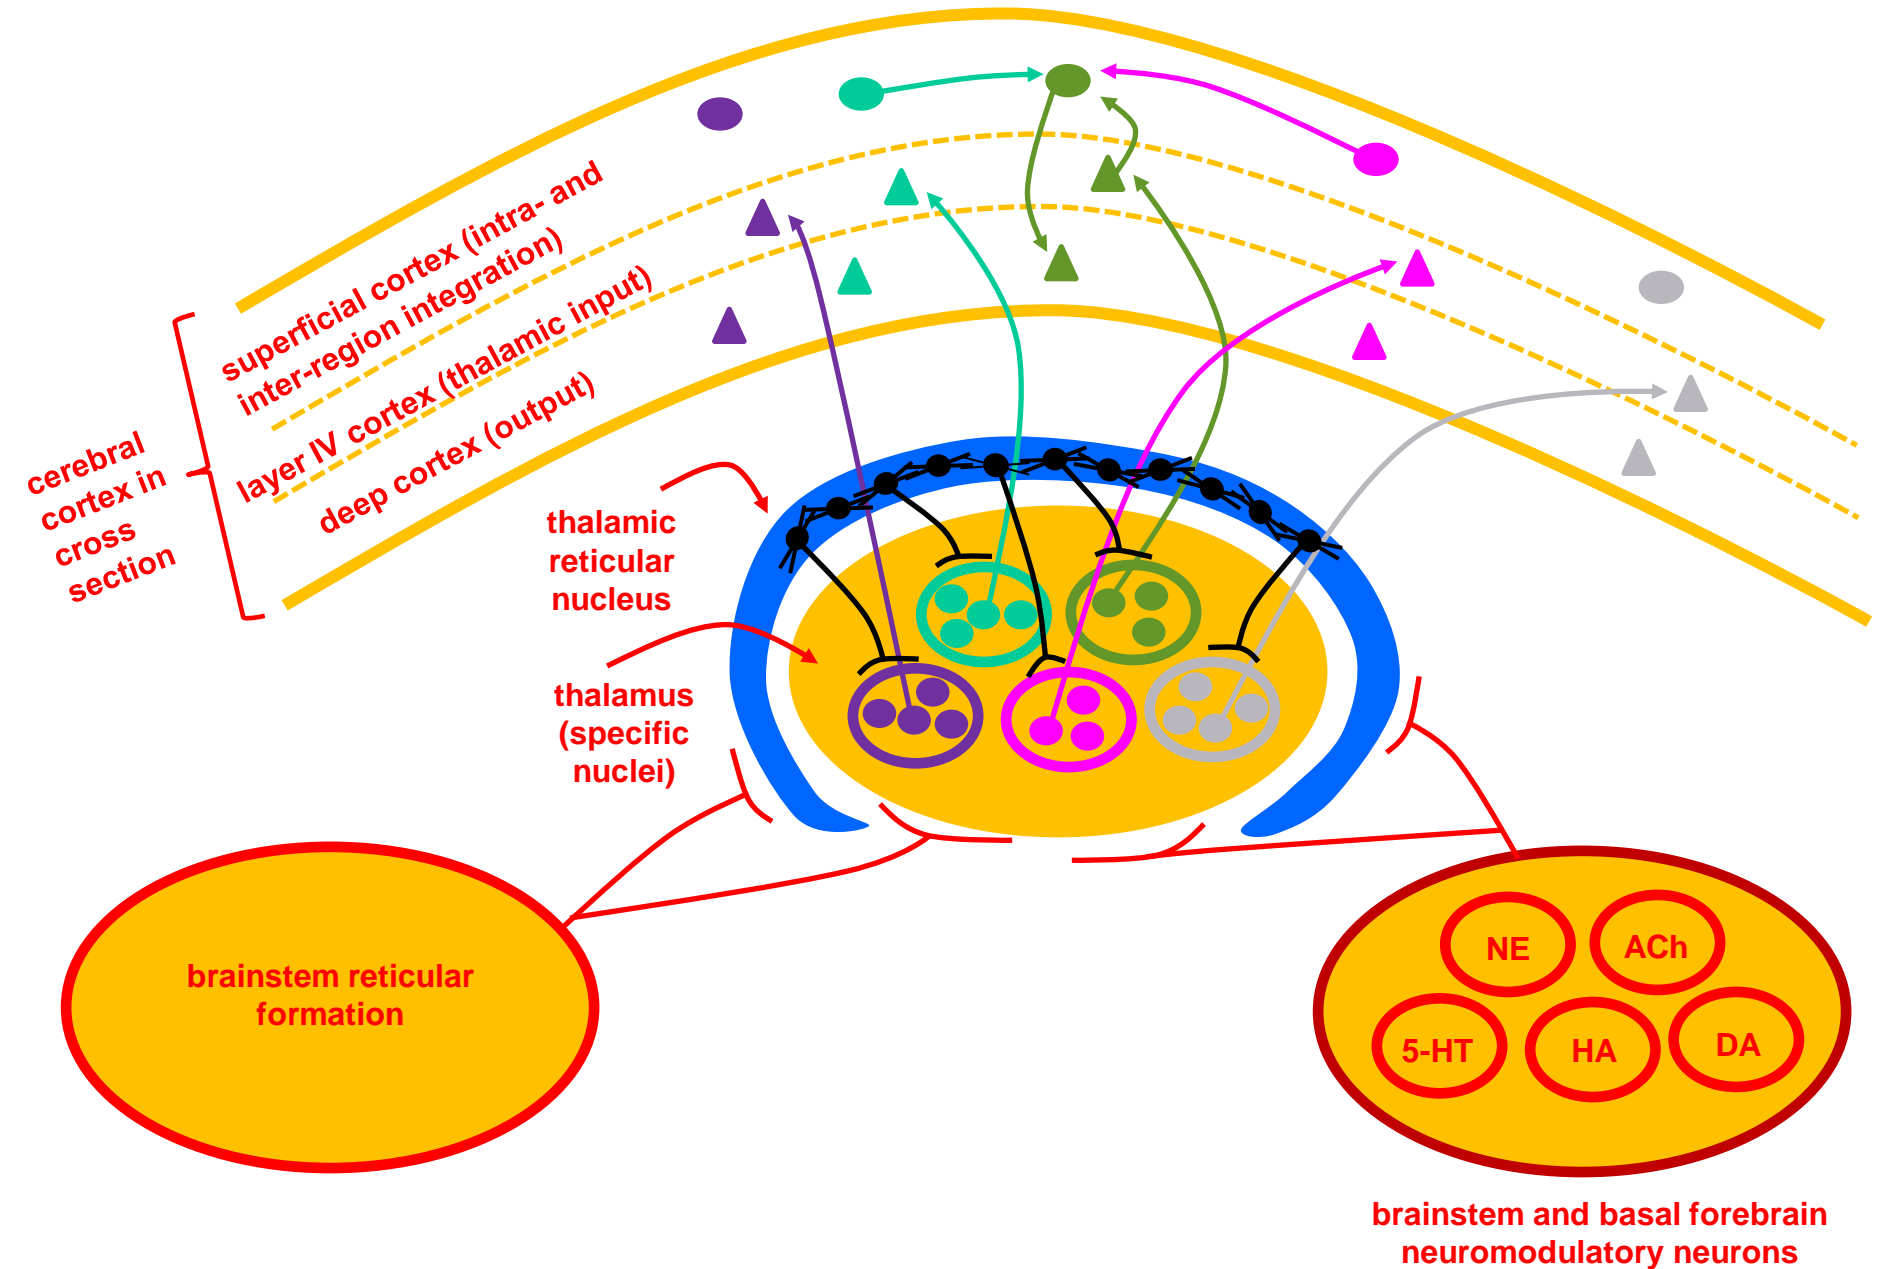 superficial cortex (intra- and
inter-region integration)
layer IV cortex (thalamic input)
deep cortex (output)
cerebral
cortex in
cross
section
thalamic
reticular
nucleus
thalamus
(specific
nuclei)
brainstem reticular
formation
NE
ACh
5-HT
HA
DA
brainstem and basal forebrain
neuromodulatory neurons